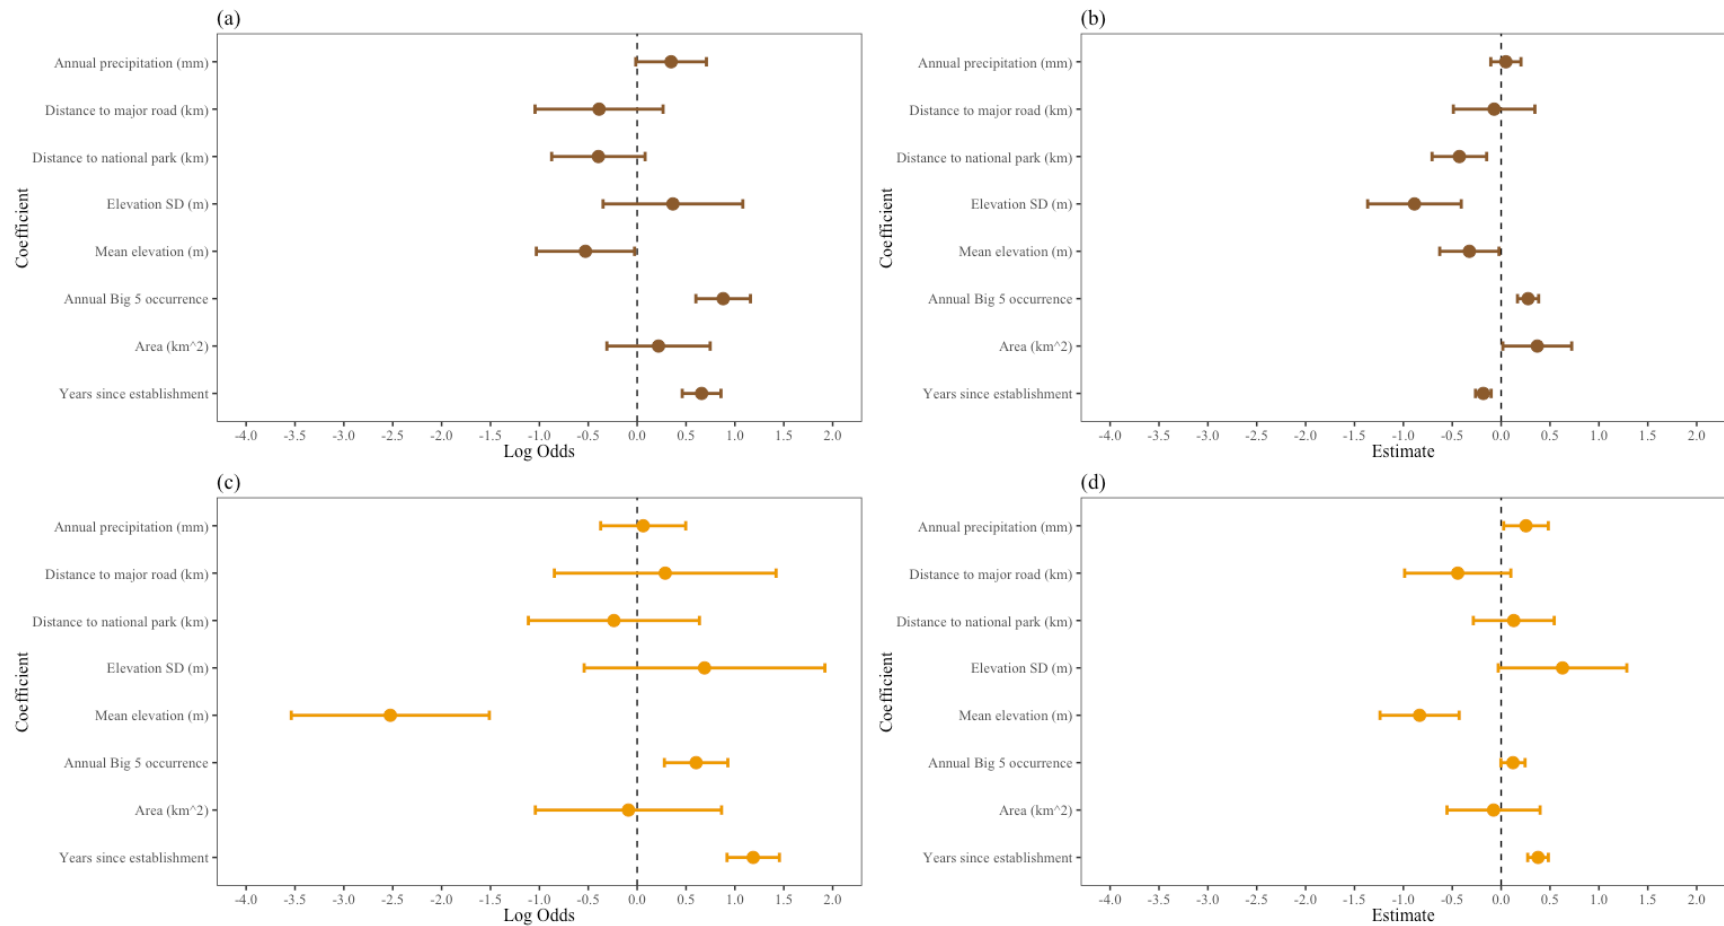 (a)
Coefficient
Annual precipitation (mm)
Distance to major road (km)
Distance to national park (km)
Elevation SD (m)
Mean elevation (m)
Annual Big 5 occurrence
Area (km^2)
Years since establishment
-4.0 -3.5 -3.0 -2.5 -2.0 -1.5 -1.0 -0.5 0.0 0.5 1.0 1.5 2.0
Log Odds
(b)
Coefficient
Annual precipitation (mm)
Distance to major road (km)
Distance to national park (km)
Elevation SD (m)
Mean elevation (m)
Annual Big 5 occurrence
Area (km^2)
Years since establishment
-4.0 -3.5 -3.0 -2.5 -2.0 -1.5 -1.0 -0.5 0.0 0.5 1.0 1.5 2.0
Estimate
(c)
Coefficient
Annual precipitation (mm)
Distance to major road (km)
Distance to national park (km)
Elevation SD (m)
Mean elevation (m)
Annual Big 5 occurrence
Area (km^2)
Years since establishment
-4.0 -3.5 -3.0 -2.5 -2.0 -1.5 -1.0 -0.5 0.0 0.5 1.0 1.5 2.0
Log Odds
(d)
Coefficient
Annual precipitation (mm)
Distance to major road (km)
Distance to national park (km)
Elevation SD (m)
Mean elevation (m)
Annual Big 5 occurrence
Area (km^2)
Years since establishment
-4.0 -3.5 -3.0 -2.5 -2.0 -1.5 -1.0 -0.5 0.0 0.5 1.0 1.5 2.0
Estimate